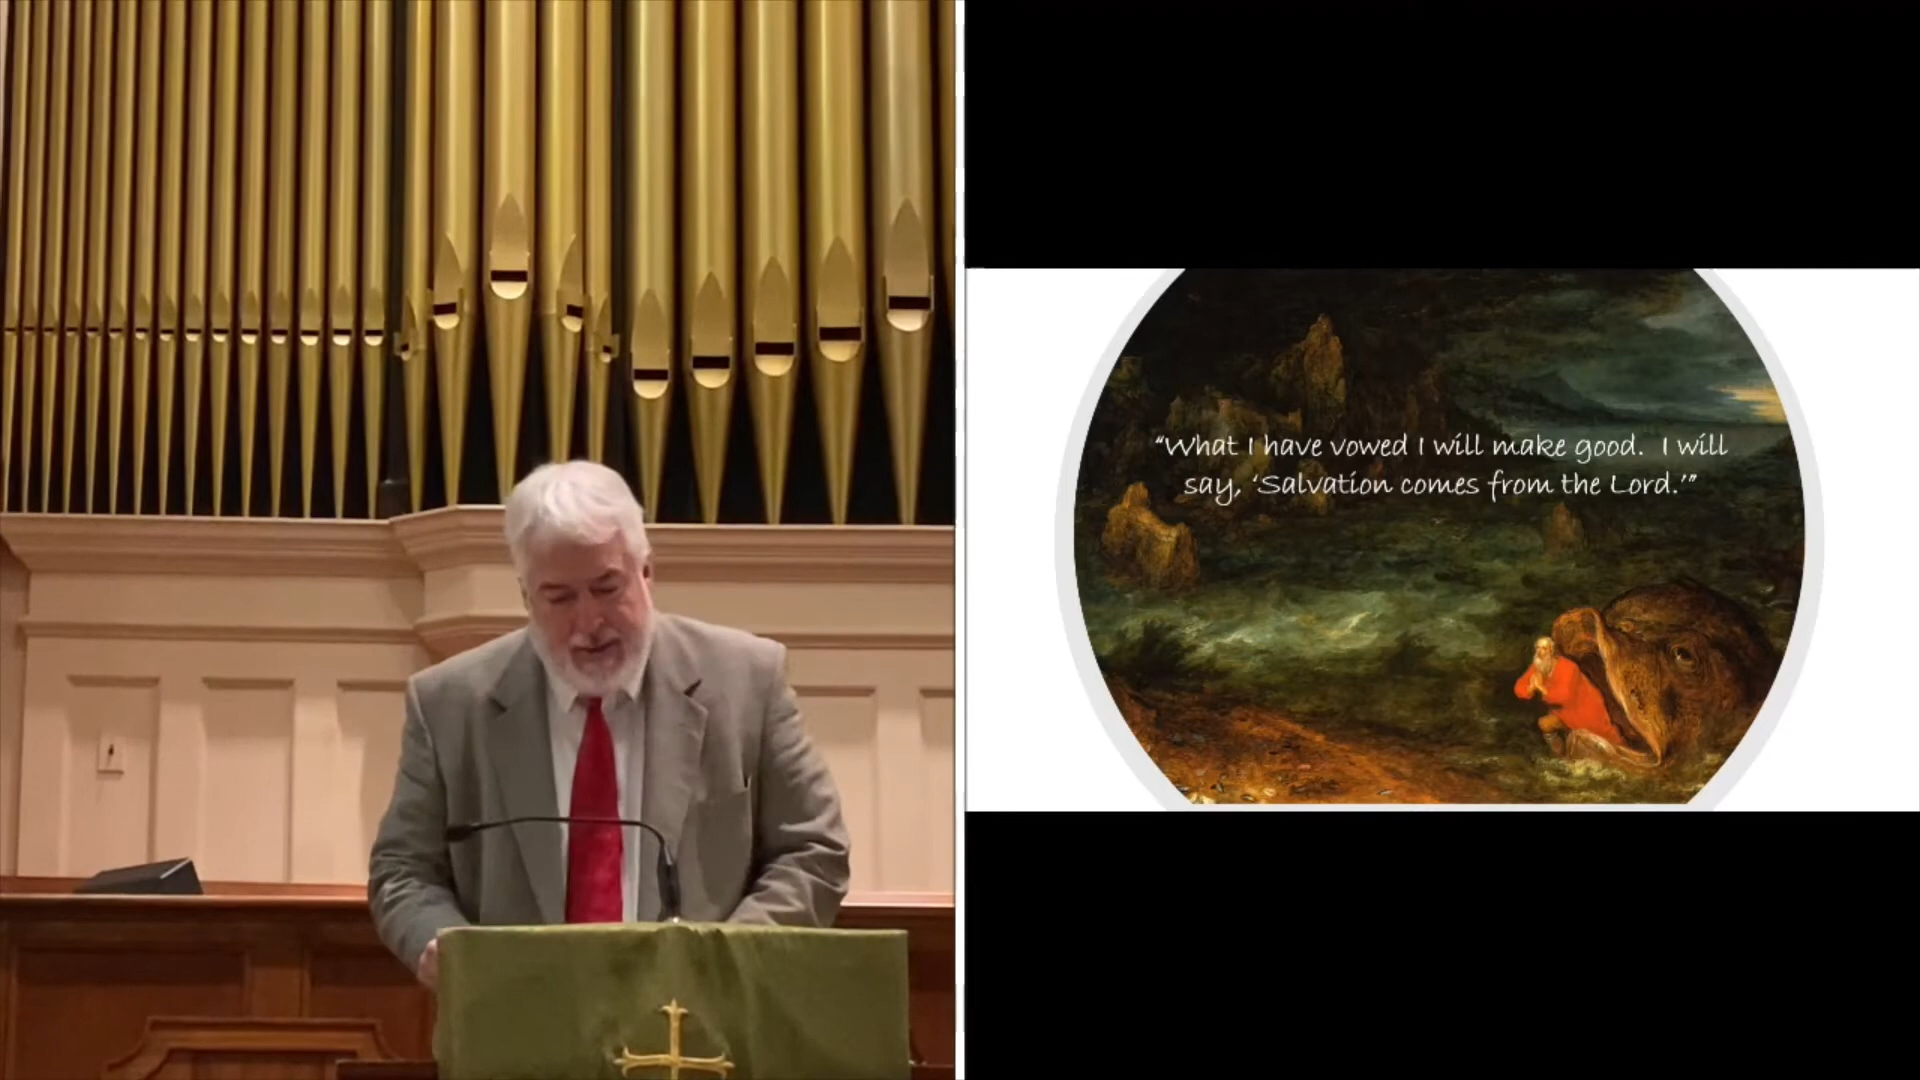 “What I have vowed I will make good.  I will
say, ‘Salvation comes from the Lord.’”